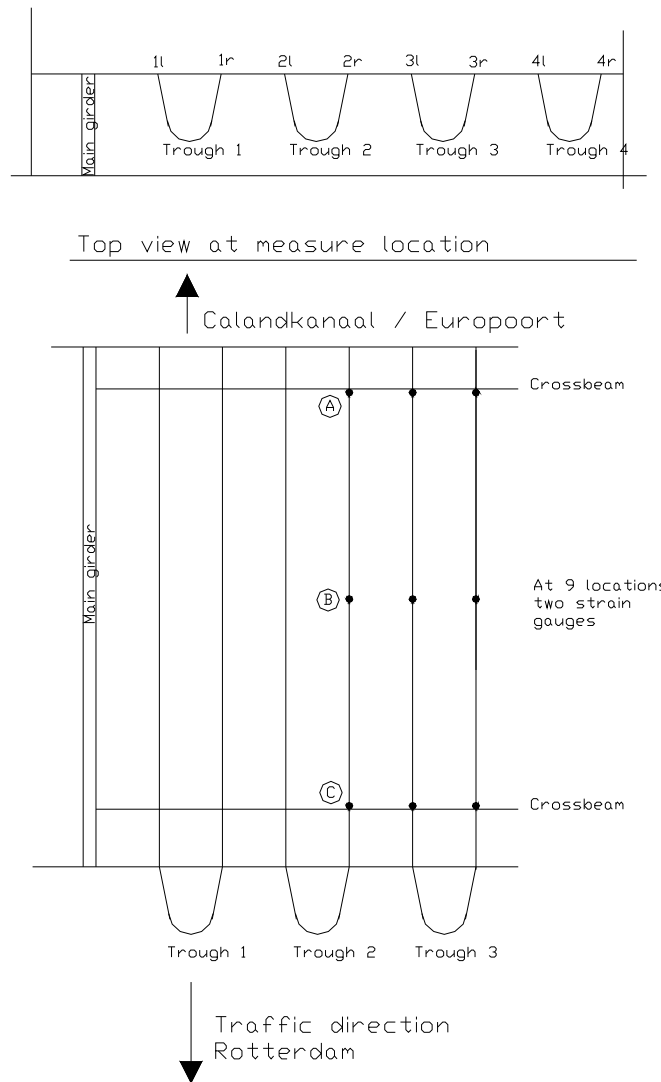 1l 1r 2l 2r 3l 3r 4l 4r
Main girder
Trough 1 Trough 2 Trough 3 Trough 4
Top view at measure location
Calandkanaal / Europoort
Crossbeam
A
Main girder
B
At 9 locations
two strain
gauges
C
Crossbeam
Trough 1 Trough 2 Trough 3
Traffic direction
Rotterdam